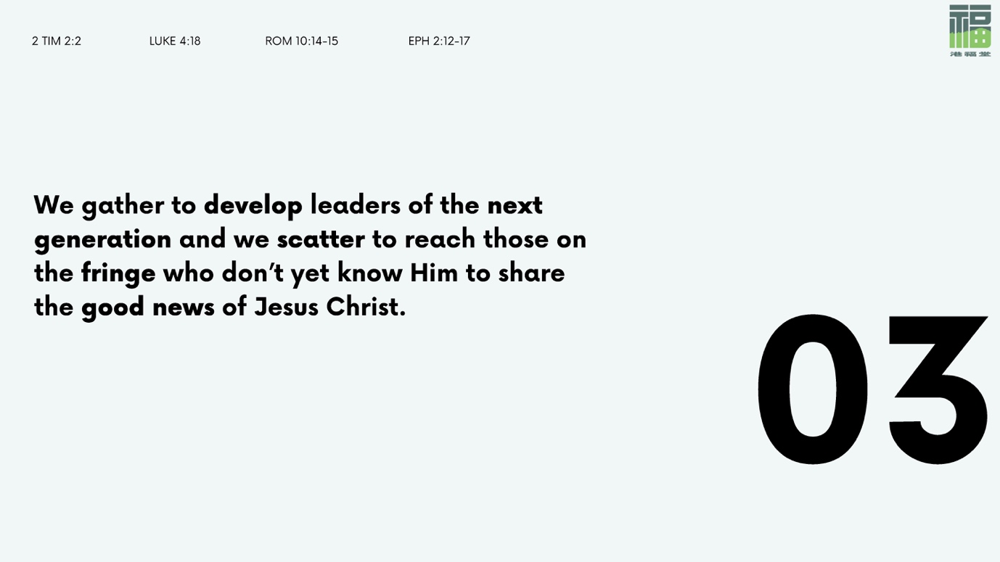 2 TIM 2:2 LUKE 4:18 ROM 10:14-15 EPH 2:12-17
福
港福堂
We gather to develop leaders of the next
generation and we scatter to reach those on
the fringe who don’t yet know Him to share
the good news of Jesus Christ.
03